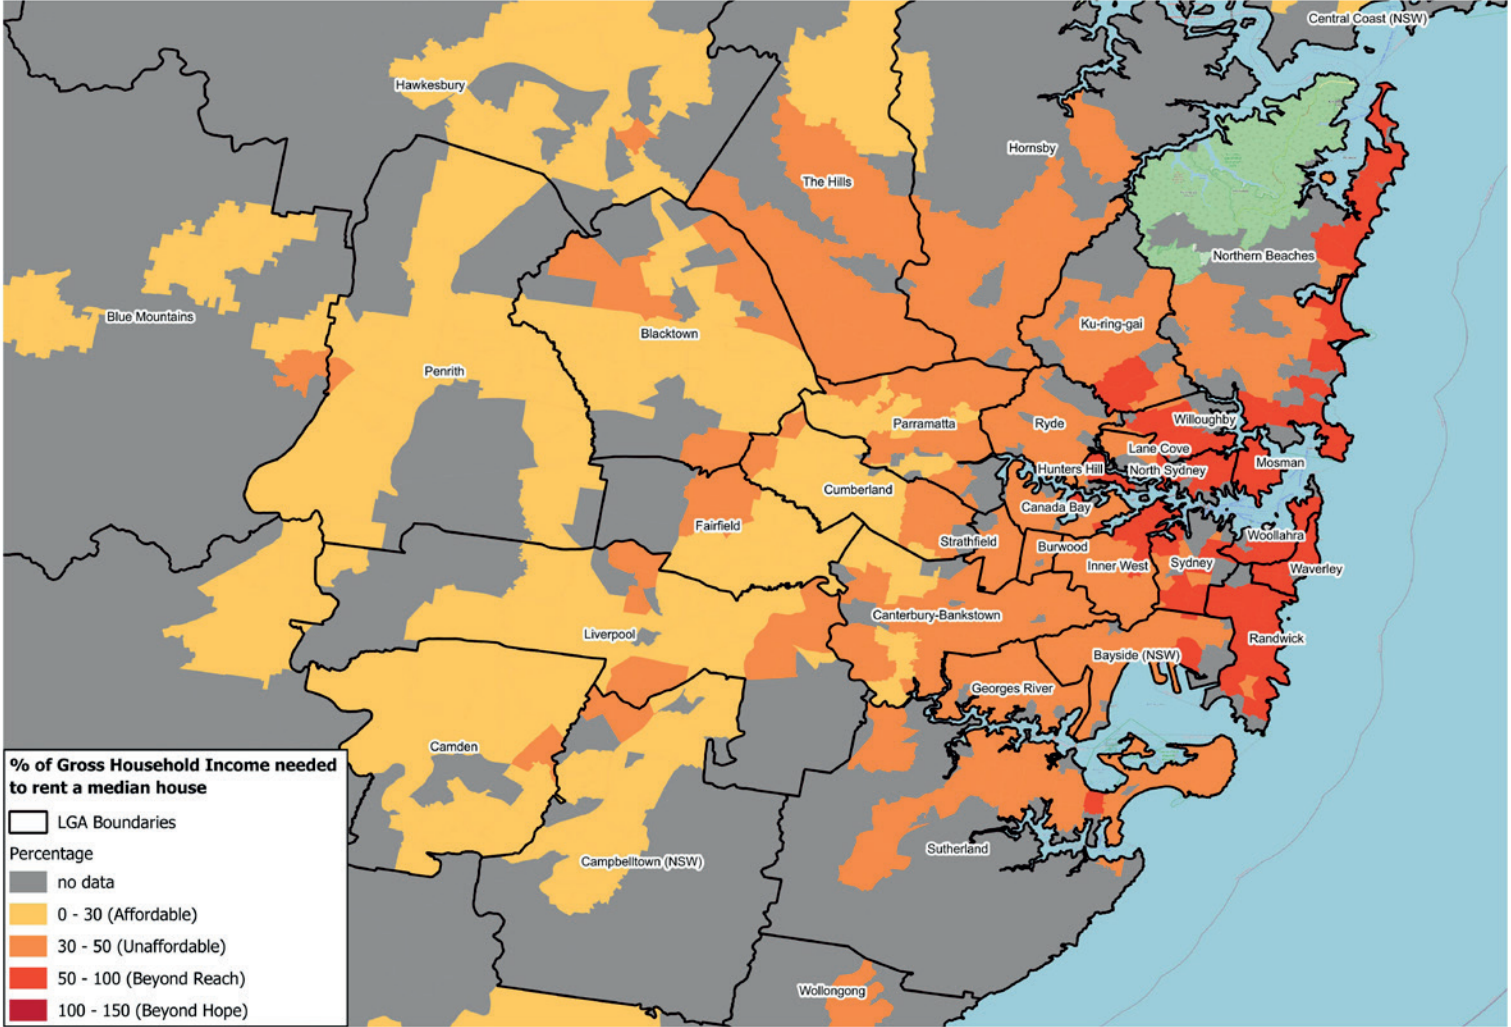 Central Coast (NSW)
Hawkesbury
Hornsby
The Hills
Northern Beaches
Blue Mountains
Ku-ring-gai
Blacktown
Penrith
Willoughby
Parramatta
Ryde
Lane Cove
Mosman
Hunters Hill
North Sydney
Cumberland
Canada Bay
Fairfield
Woollahra
Strathfield
Burwood
Inner West
Sydney
Waverley
Canterbury-Bankstown
Liverpool
Randwick
Bayside (NSW)
Georges River
Camden
Sutherland
Campbelltown (NSW)
Wollongong
% of Gross Household Income needed
to rent a median house
LGA Boundaries
Percentage
no data
0 - 30 (Affordable)
30 - 50 (Unaffordable)
50 - 100 (Beyond Reach)
100 - 150 (Beyond Hope)